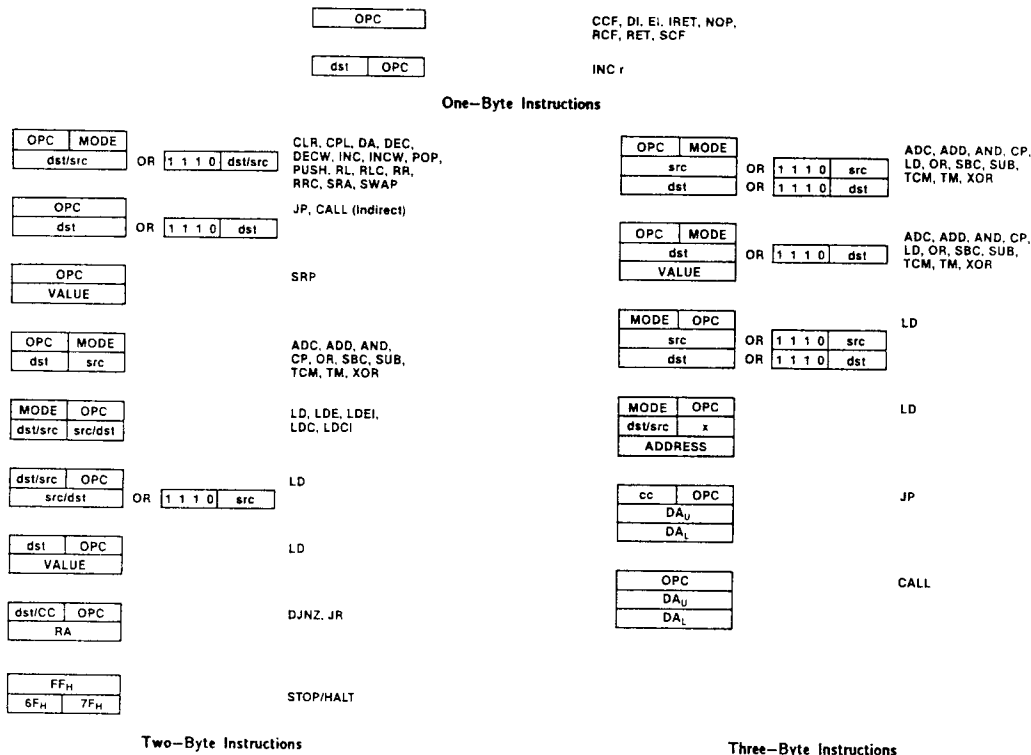 OPC
CCF, DI, EI, IRET, NOP,
RCF, RET, SCF
dst OPC
INC r
One–Byte Instructions
OPC MODE
dst/src OR 1 1 1 0 dst/src
CLR, CPL, DA, DEC,
DECW, INC, INCW, POP,
PUSH, RL, RLC, RR,
RRC, SRA, SWAP
OPC
dst OR 1 1 1 0 dst
JP, CALL (Indirect)
OPC
VALUE
SRP
OPC MODE
dst src
ADC, ADD, AND,
CP, OR, SBC, SUB,
TCM, TM, XOR
MODE OPC
dst/src src/dst
LD, LDE, LDEI,
LDC, LDCI
dst/src OPC
src/dst OR 1 1 1 0 src
LD
dst OPC
VALUE
LD
dst/CC OPC
RA
DJNZ, JR
FFH
6FH 7FH
STOP/HALT
Two–Byte Instructions
OPC MODE
src OR 1 1 1 0 src
dst OR 1 1 1 0 dst
ADC, ADD, AND, CP,
LD, OR, SBC, SUB,
TCM, TM, XOR
OPC MODE
dst OR 1 1 1 0 dst
VALUE
ADC, ADD, AND, CP,
LD, OR, SBC, SUB,
TCM, TM, XOR
MODE OPC
src OR 1 1 1 0 src
dst OR 1 1 1 0 dst
LD
MODE OPC
dst/src x
ADDRESS
LD
cc OPC
DAU
DAL
JP
OPC
DAU
DAL
CALL
Three–Byte Instructions